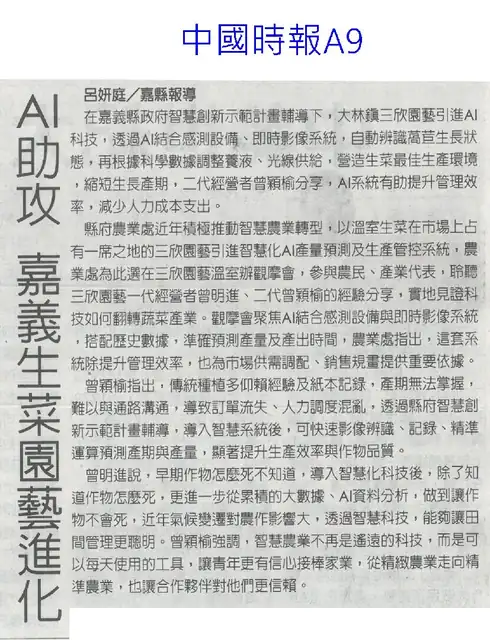 中國時報A9
AI助攻 嘉義生菜園藝進化
呂妍庭／嘉縣報導
在嘉義縣政府智慧創新示範計畫輔導下，大林鎮三欣園藝引進AI
科技，透過AI結合感測設備、即時影像系統，自動辨識萵苣生長狀
態，再根據科學數據調整養液、光線供給，營造生菜最佳生產環境
，縮短生長產期，二代經營者曾穎榆分享，AI系統有助提升管理效
率，減少人力成本支出。
縣府農業處近年積極推動智慧農業轉型，以溫室生菜在市場上占
有一席之地的三欣園藝引進智慧化AI產量預測及生產管控系統，農
業處為此選在三欣園藝溫室辦觀摩會，參與農民、產業代表，聆聽
三欣園藝一代經營者曾明進、二代曾穎榆的經驗分享，實地見證科
技如何翻轉蔬菜產業。觀摩會聚焦AI結合感測設備與即時影像系統
，搭配歷史數據，準確預測產量及產出時間，農業處指出，這套系
統除提升管理效率，也為市場供需調配、銷售規畫提供重要依據。
曾穎榆指出，傳統種植多仰賴經驗及紙本記錄，產期無法掌握，
難以與通路溝通，導致訂單流失、人力調度混亂，透過縣府智慧創
新示範計畫輔導，導入智慧系統後，可快速影像辨識、記錄、精準
運算預測產期與產量，顯著提升生產效率與作物品質。
曾明進說，早期作物怎麼死不知道，導入智慧化科技後，除了知
道作物怎麼死，更進一步從累積的大數據、AI資料分析，做到讓作
物不會死，近年氣候變遷對農作影響大，透過智慧科技，能夠讓田
間管理更聰明。曾穎榆強調，智慧農業不再是遙遠的科技，而是可
以每天使用的工具，讓青年更有信心接棒家業，從精緻農業走向精
準農業，也讓合作夥伴對他們更信賴。